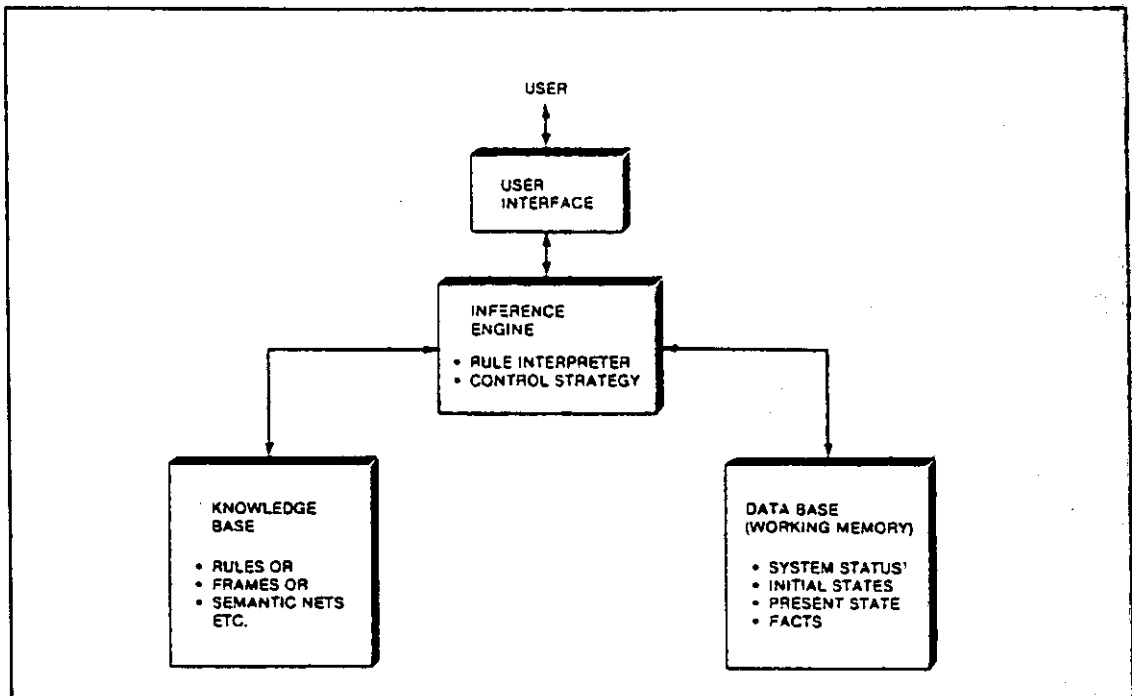 USER
USER
INTERFACE
INFERENCE
ENGINE
• RULE INTERPRETER
• CONTROL STRATEGY
KNOWLEDGE
BASE
• RULES OR
• FRAMES OR
• SEMANTIC NETS
ETC.
DATA BASE
(WORKING MEMORY)
• SYSTEM STATUS¹
• INITIAL STATES
• PRESENT STATE
• FACTS